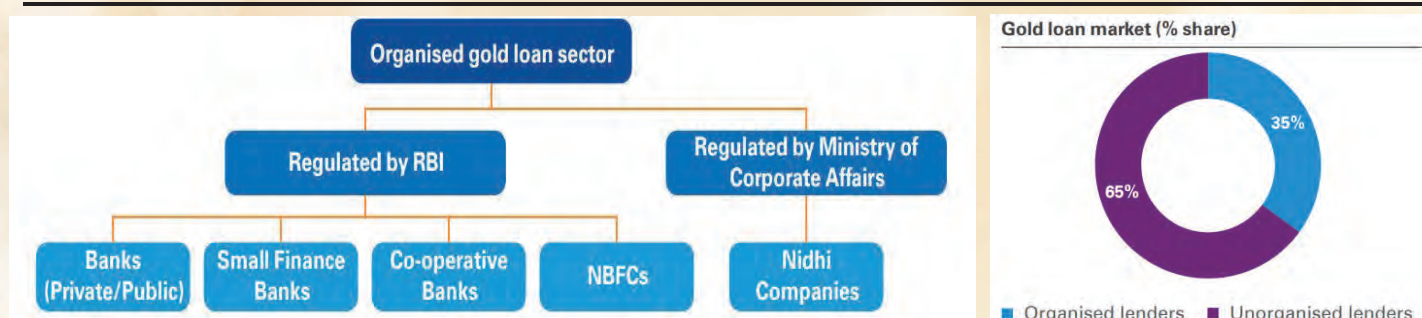 Organised gold loan sector
Regulated by RBI
Regulated by Ministry of
Corporate Affairs
Banks
(Private/Public)
Small Finance
Banks
Co-operative
Banks
NBFCs
Nidhi
Companies
Gold loan market (% share)
35%
65%
Organised lenders
Unorganised lenders